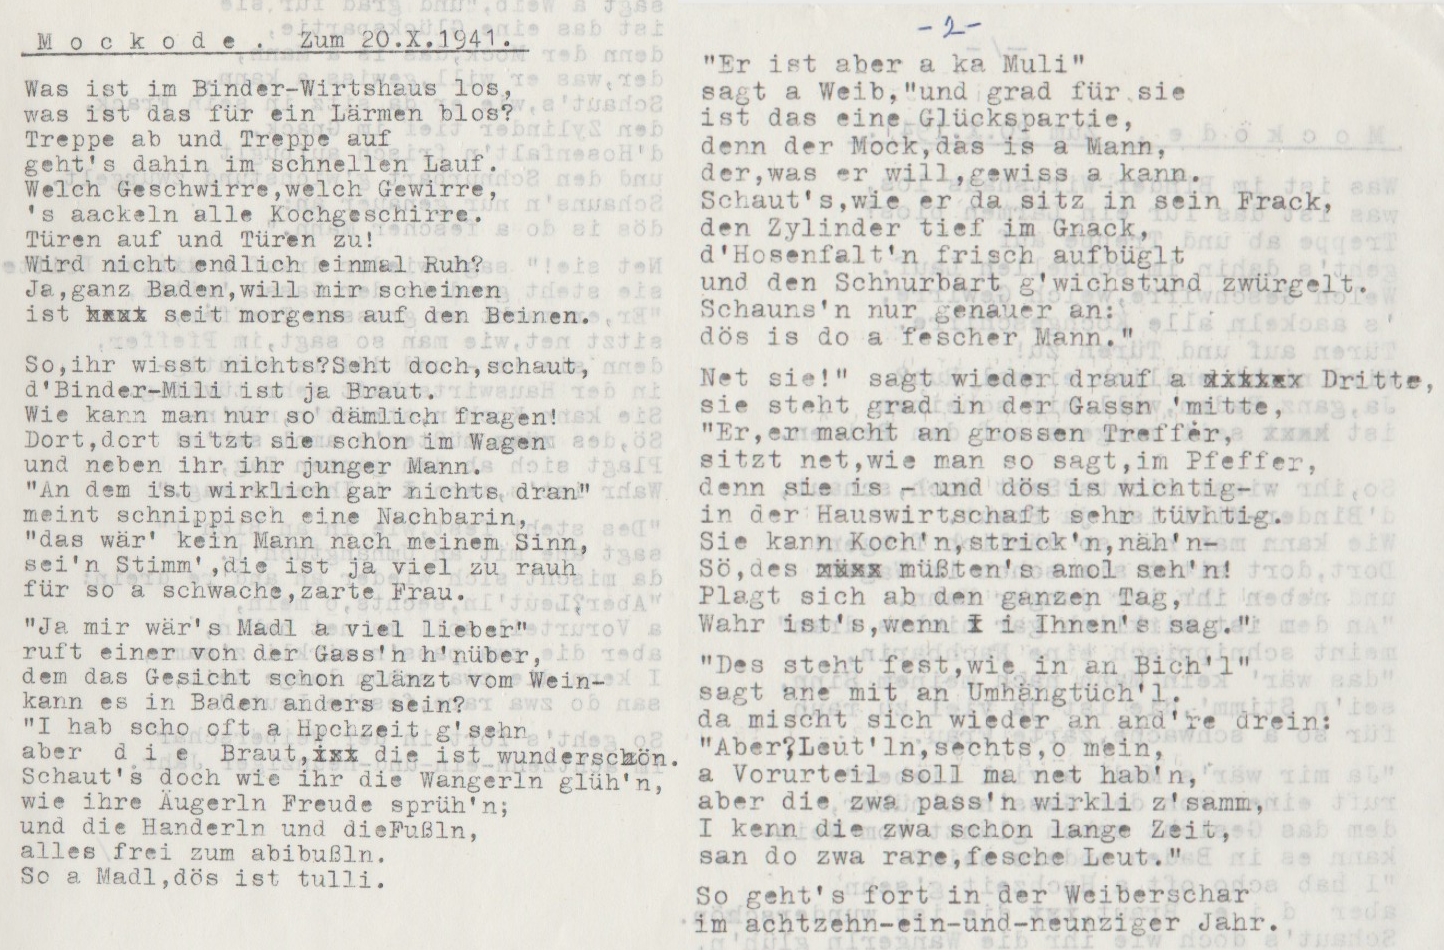 M o c k o d e . Zum 20.X.1941.
Was ist im Binder-Wirtshaus los,
was ist das für ein Lärmen blos?
Treppe ab und Treppe auf
geht's dahin im schnellen Lauf.
Welch Geschwirre,welch Gewirre,
's aackeln alle Kochgeschirre.
Türen auf und Türen zu!
Wird nicht endlich einmal Ruh?
Ja,ganz Baden,will mir scheinen
ist xxxx seit morgens auf den Beinen.
So,ihr wisst nichts?Seht doch,schaut,
d'Binder-Mili ist ja Braut.
Wie kann man nur so dämlich fragen!
Dort,dort sitzt sie schon im Wagen
und neben ihr ihr junger Mann.
"An dem ist wirklich gar nichts dran"
meint schnippisch eine Nachbarin,
"das wär' kein Mann nach meinem Sinn,
sei'n Stimm',die ist ja viel zu rauh
für so a schwache,zarte Frau.
"Ja mir wär's Madl a viel lieber"
ruft einer von der Gass'n h'nüber,
dem das Gesicht schon glänzt vom Wein-
kann es in Baden anders sein?
"I hab scho oft a Hochzeit g'sehn
aber d i e Braut,xxx die ist wunderschön.
Schaut's doch wie ihr die Wangerln glüh'n,
wie ihre Äugerln Freude sprüh'n;
und die Handerln und dieFußln,
alles frei zum abibußln.
So a Madl,dös ist tulli.
-2-
"Er ist aber a ka Muli"
sagt a Weib,"und grad für sie
ist das eine Glückspartie,
denn der Mock,das is a Mann,
der,was er will,gewiss a kann.
Schaut's,wie er da sitz in sein Frack,
den Zylinder tief im Gnack,
d'Hosenfalt'n frisch aufbüglt
und den Schnurbart g'wichstund zwürgelt.
Schauns'n nur genauer an:
dös is do a fescher Mann."
Net sie!" sagt wieder drauf a xxxxxx Dritte,
sie steht grad in der Gassn 'mitte,
"Er,er macht an grossen Treffer,
sitzt net,wie man so sagt,im Pfeffer,
denn sie is - und dös is wichtig-
in der Hauswirtschaft sehr tüvhtig.
Sie kann Koch'n,strick'n,näh'n-
Sö,des xxxx müßten's amol seh'n!
Plagt sich ab den ganzen Tag,
Wahr ist's,wenn I i Ihnen's sag."
"Des steht fest,wie in an Bich'l"
sagt ane mit an Umhängtüch'l,
da mischt sich wieder an and're drein:
"Aber?Leut'ln,sechts,o mein,
a Vorurteil soll ma net hab'n,
aber die zwa pass'n wirkli z'samm,
I kenn die zwa schon lange Zeit,
san do zwa rare,fesche Leut."
So geht's fort in der Weiberschar
im achtzehn-ein-und-neunziger Jahr.